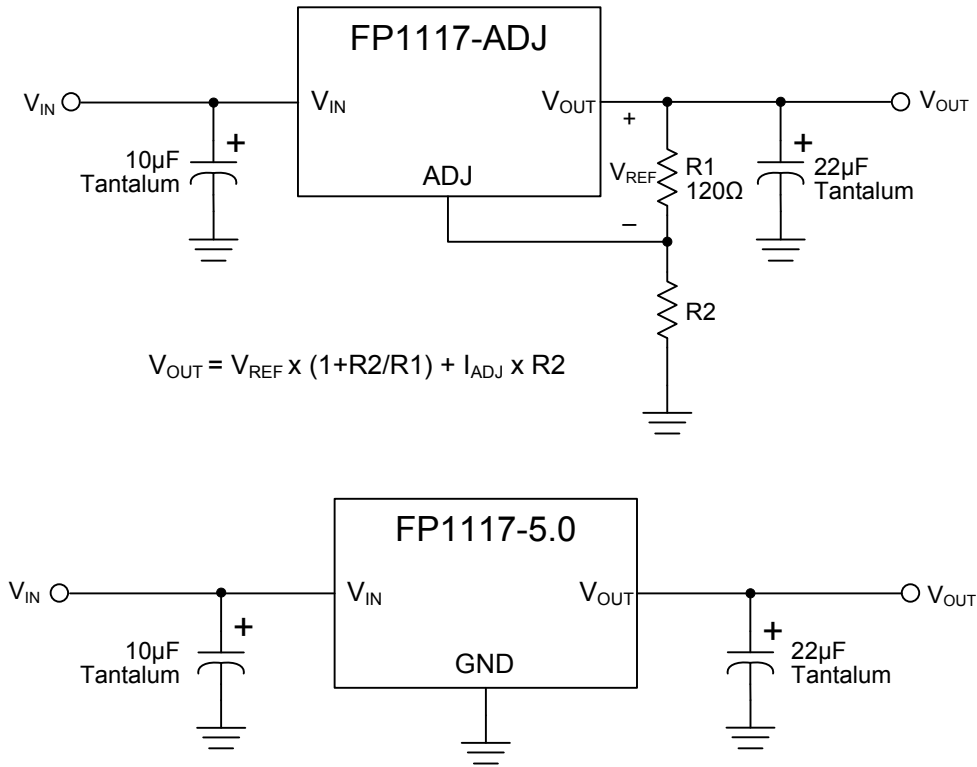 FP1117-ADJ
V_IN
V_IN
V_OUT
V_OUT
+
+
+
10µF
Tantalum
ADJ
V_REF
R1
120Ω
22µF
Tantalum
–
R2
V_OUT = V_REF x (1+R2/R1) + I_ADJ x R2
FP1117-5.0
V_IN
V_IN
V_OUT
V_OUT
+
+
10µF
Tantalum
GND
22µF
Tantalum